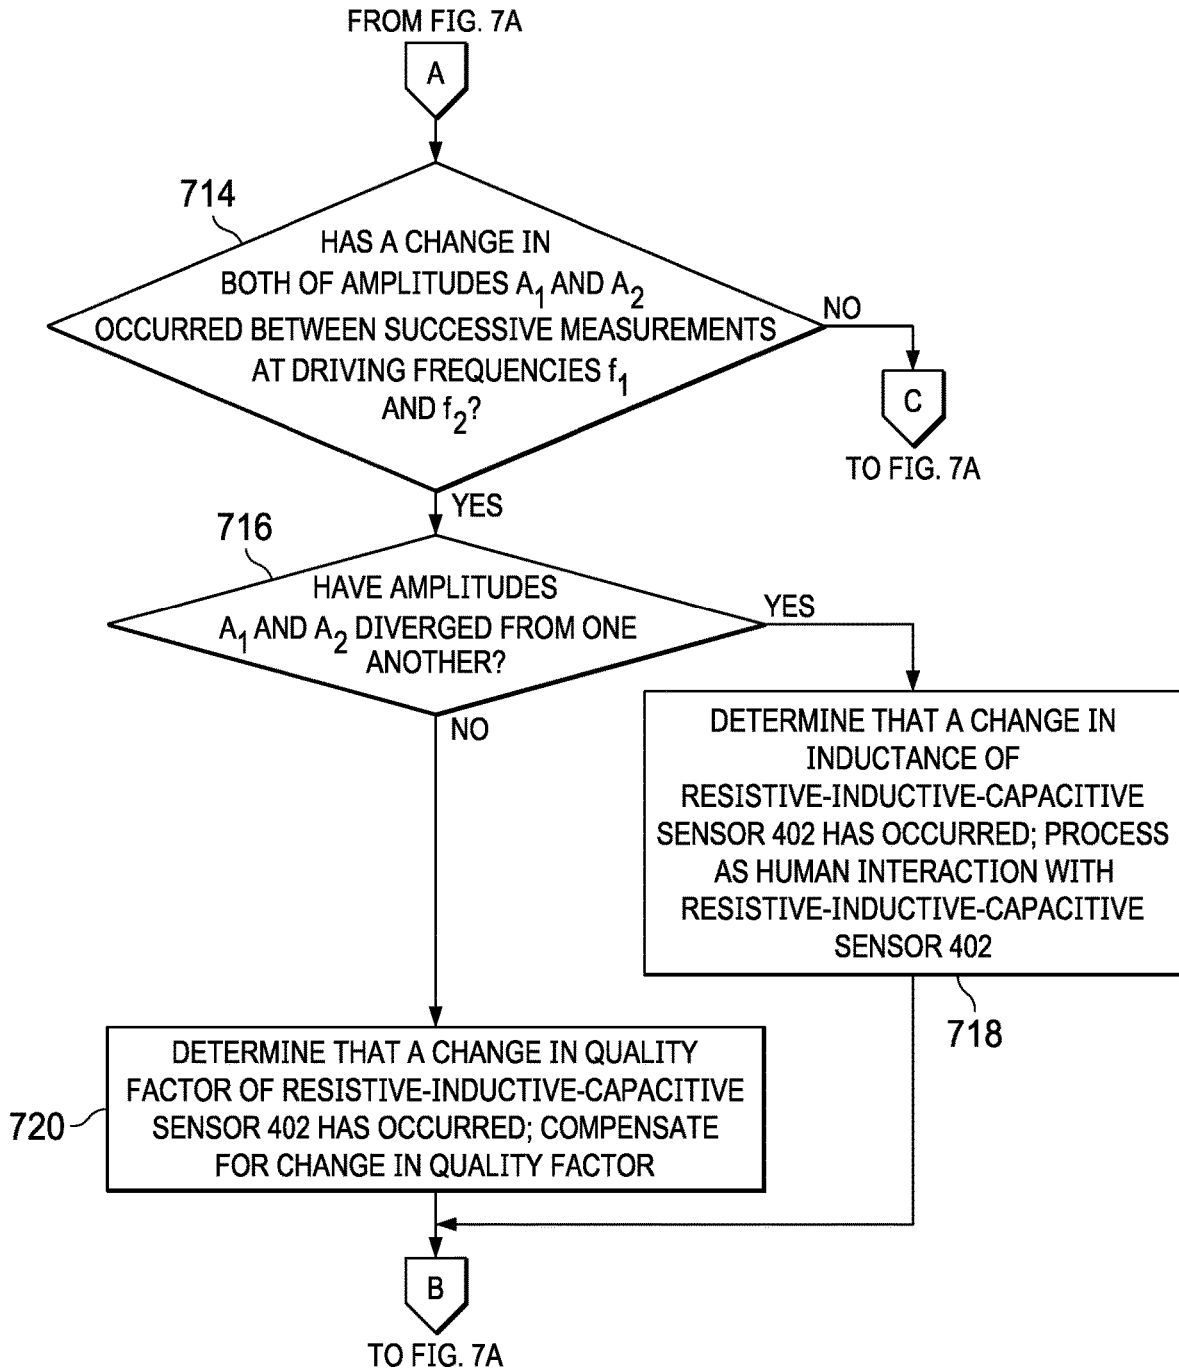 FROM FIG. 7A
A
714
HAS A CHANGE IN
BOTH OF AMPLITUDES A1 AND A2
OCCURRED BETWEEN SUCCESSIVE MEASUREMENTS
AT DRIVING FREQUENCIES f1
AND f2?
NO
C
TO FIG. 7A
YES
716
HAVE AMPLITUDES
A1 AND A2 DIVERGED FROM ONE
ANOTHER?
YES
NO
DETERMINE THAT A CHANGE IN
INDUCTANCE OF
RESISTIVE-INDUCTIVE-CAPACITIVE
SENSOR 402 HAS OCCURRED; PROCESS
AS HUMAN INTERACTION WITH
RESISTIVE-INDUCTIVE-CAPACITIVE
SENSOR 402
718
DETERMINE THAT A CHANGE IN QUALITY
FACTOR OF RESISTIVE-INDUCTIVE-CAPACITIVE
SENSOR 402 HAS OCCURRED; COMPENSATE
FOR CHANGE IN QUALITY FACTOR
720
B
TO FIG. 7A